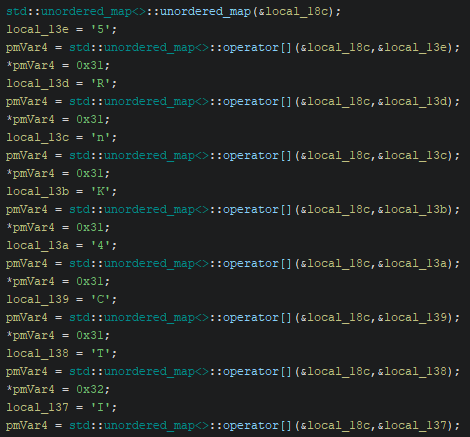 std::unordered_map<>::unordered_map(&local_18c);
local_13e = '5';
pmVar4 = std::unordered_map<>::operator[](&local_18c,&local_13e);
*pmVar4 = 0x31;
local_13d = 'R';
pmVar4 = std::unordered_map<>::operator[](&local_18c,&local_13d);
*pmVar4 = 0x31;
local_13c = 'n';
pmVar4 = std::unordered_map<>::operator[](&local_18c,&local_13c);
*pmVar4 = 0x31;
local_13b = 'K';
pmVar4 = std::unordered_map<>::operator[](&local_18c,&local_13b);
*pmVar4 = 0x31;
local_13a = '4';
pmVar4 = std::unordered_map<>::operator[](&local_18c,&local_13a);
*pmVar4 = 0x31;
local_139 = 'C';
pmVar4 = std::unordered_map<>::operator[](&local_18c,&local_139);
*pmVar4 = 0x31;
local_138 = 'T';
pmVar4 = std::unordered_map<>::operator[](&local_18c,&local_138);
*pmVar4 = 0x32;
local_137 = 'I';
pmVar4 = std::unordered_map<>::operator[](&local_18c,&local_137);